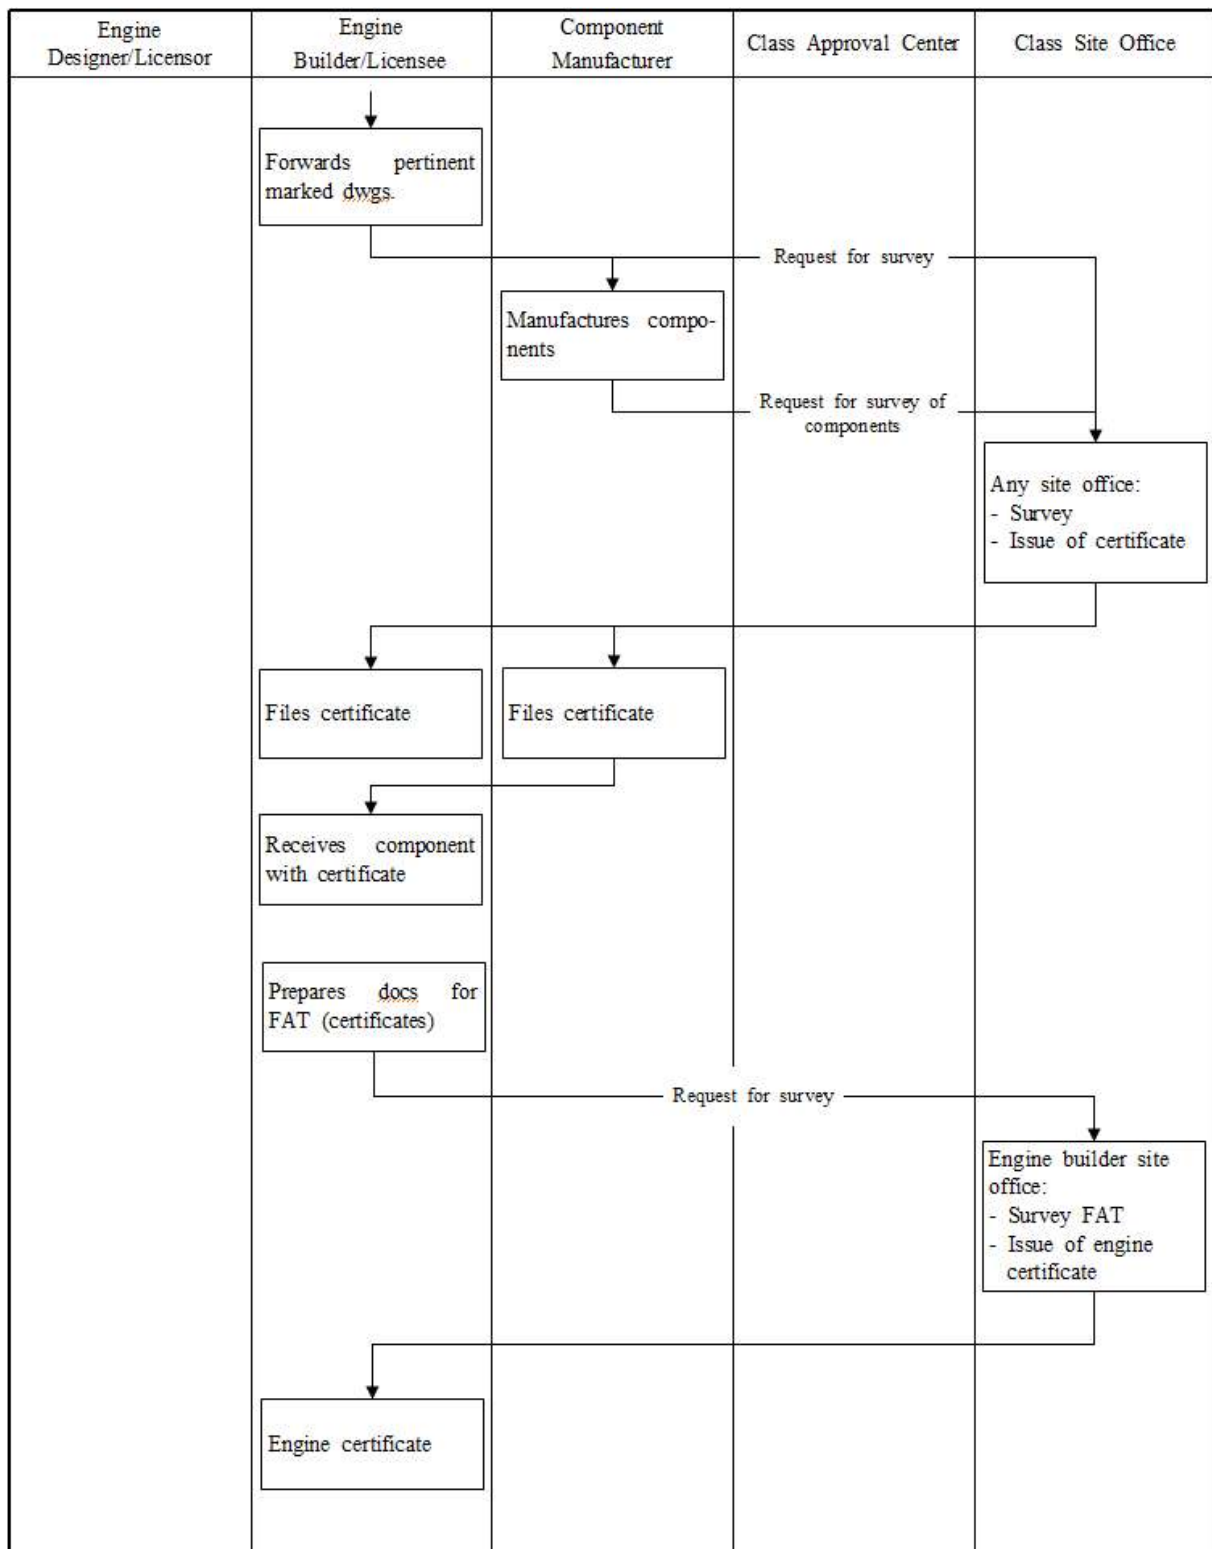 Engine
Designer/Licensor
Engine
Builder/Licensee
Component
Manufacturer
Class Approval Center
Class Site Office
Forwards pertinent
marked dwgs.
Request for survey
Manufactures compo-
nents
Request for survey of
components
Any site office:
- Survey
- Issue of certificate
Files certificate
Files certificate
Receives component
with certificate
Prepares docs for
FAT (certificates)
Request for survey
Engine builder site
office:
- Survey FAT
- Issue of engine
certificate
Engine certificate